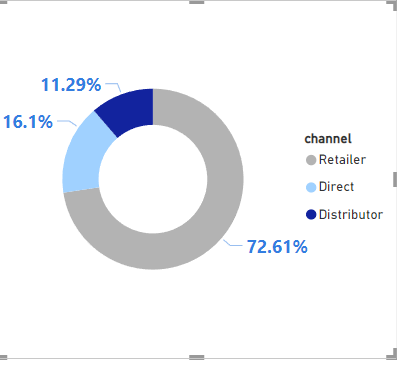 11.29%
16.1%
72.61%
channel
Retailer
Direct
Distributor